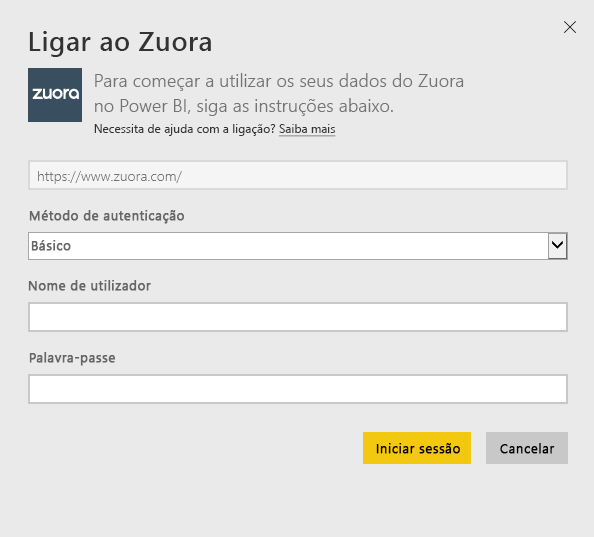 Ligar ao Zuora
zuora
Para começar a utilizar os seus dados do Zuora
no Power BI, siga as instruções abaixo.
Necessita de ajuda com a ligação? Saiba mais
https://www.zuora.com/
Método de autenticação
Básico
Nome de utilizador
Palavra-passe
Iniciar sessão
Cancelar